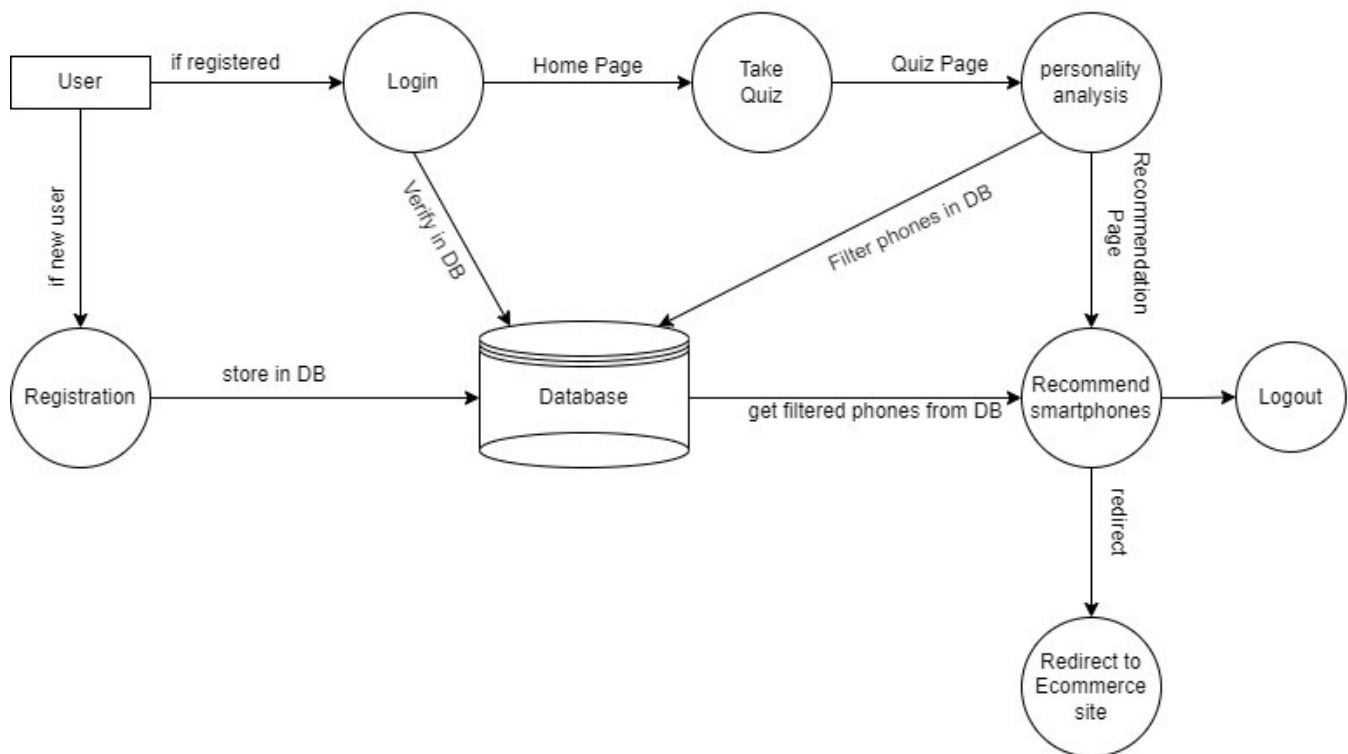 User
if registered
Login
Home Page
Take
Quiz
Quiz Page
personality
analysis
if new user
Verify in DB
Filter phones in DB
Recommendation
Page
Registration
store in DB
Database
get filtered phones from DB
Recommend
smartphones
Logout
redirect
Redirect to
Ecommerce
site